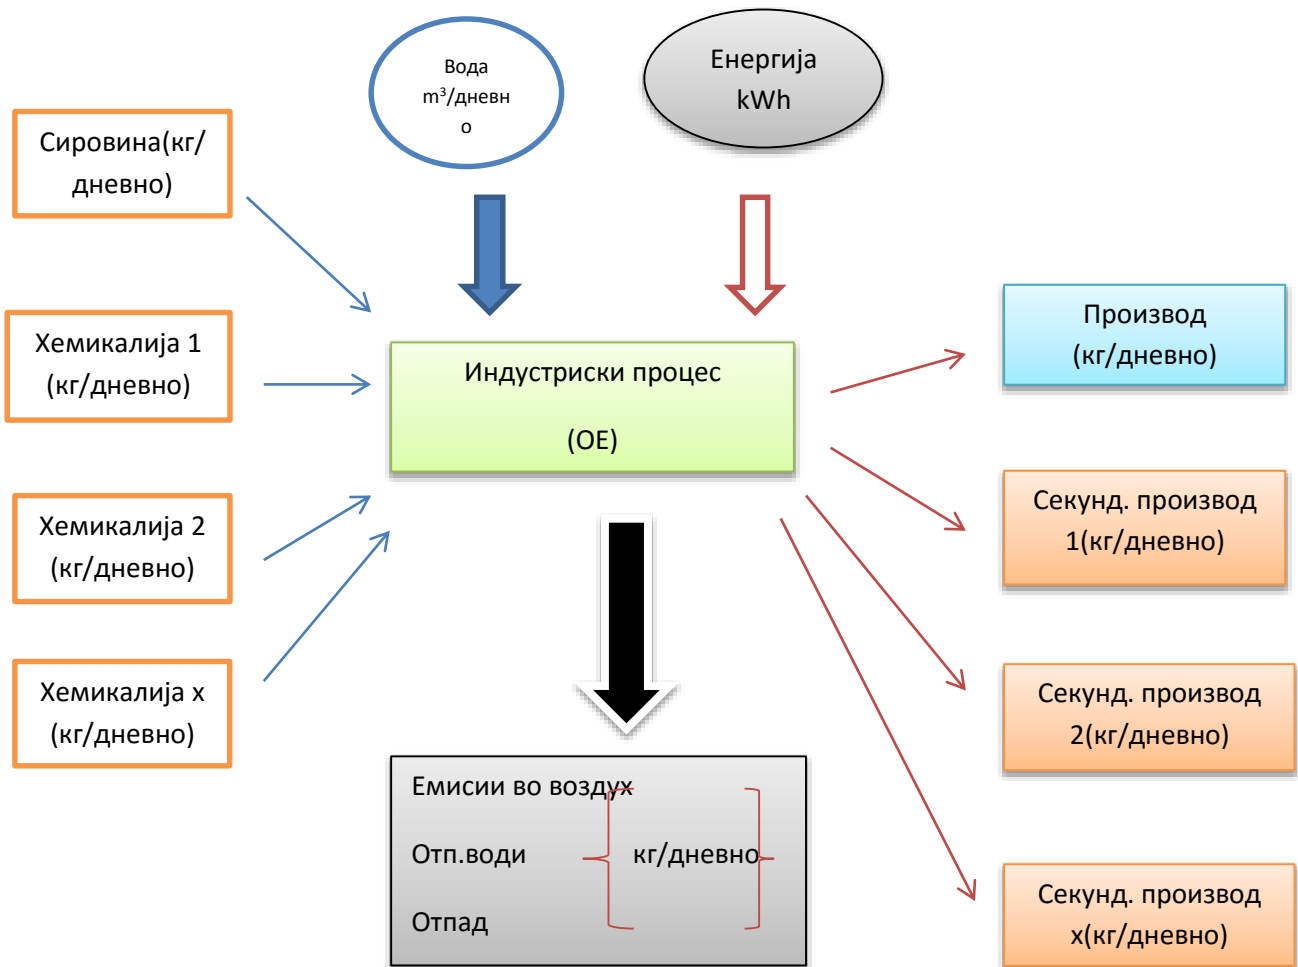 Вода
m³/дневн
о
Енергија
kWh
Сировина(кг/
дневно)
Хемикалија 1
(кг/дневно)
Хемикалија 2
(кг/дневно)
Хемикалија х
(кг/дневно)
Индустриски процес
(ОЕ)
Производ
(кг/дневно)
Секунд. производ
1(кг/дневно)
Секунд. производ
2(кг/дневно)
Секунд. производ
х(кг/дневно)
Емисии во воздух
Отп.води кг/дневно
Отпад